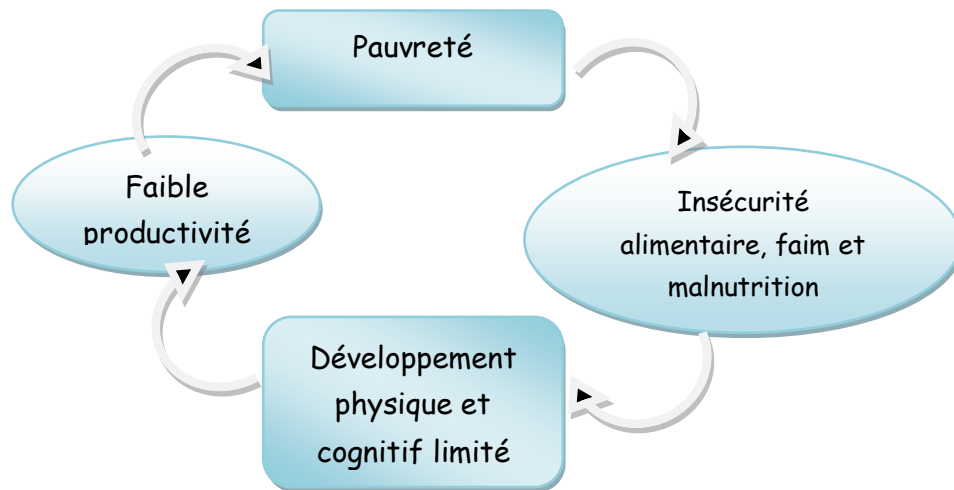 Pauvreté
Faible
productivité
Insécurité
alimentaire, faim et
malnutrition
Développement
physique et
cognitif limité